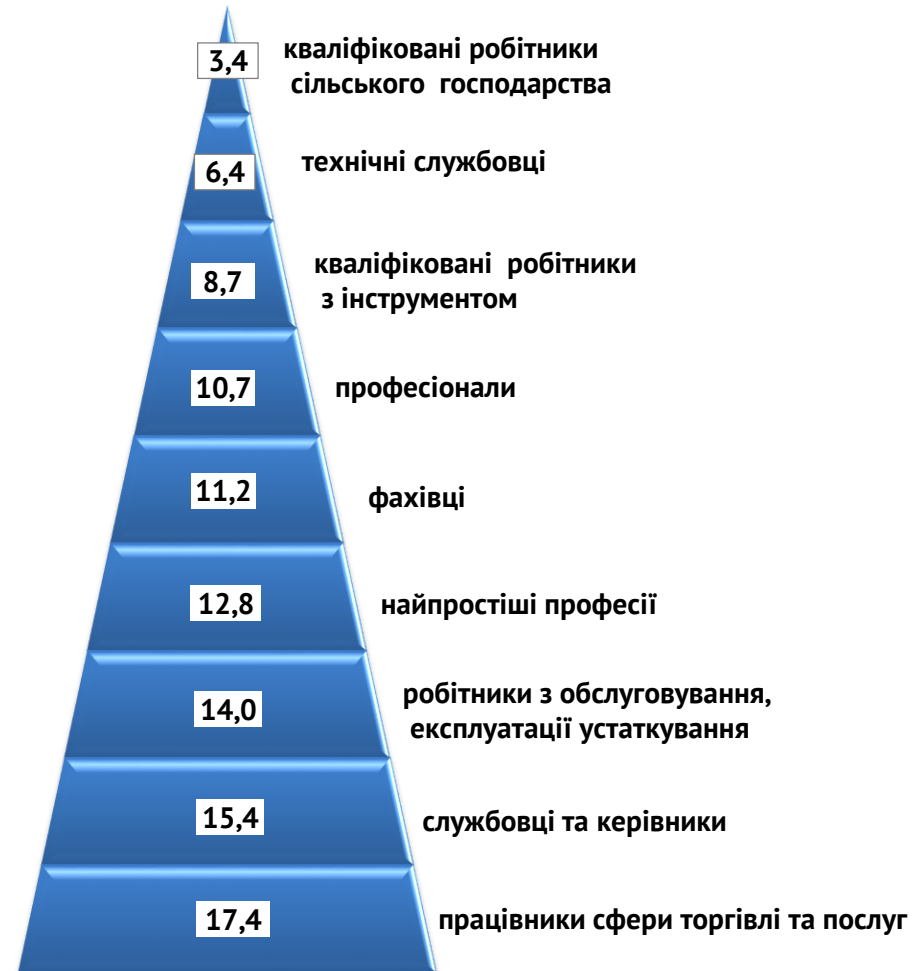 3,4
кваліфіковані робітники
сільського господарства
6,4
технічні службовці
8,7
кваліфіковані робітники
з інструментом
10,7
професіонали
11,2
фахівці
12,8
найпростіші професії
14,0
робітники з обслуговування,
експлуатації устаткування
15,4
службовці та керівники
17,4
працівники сфери торгівлі та послуг